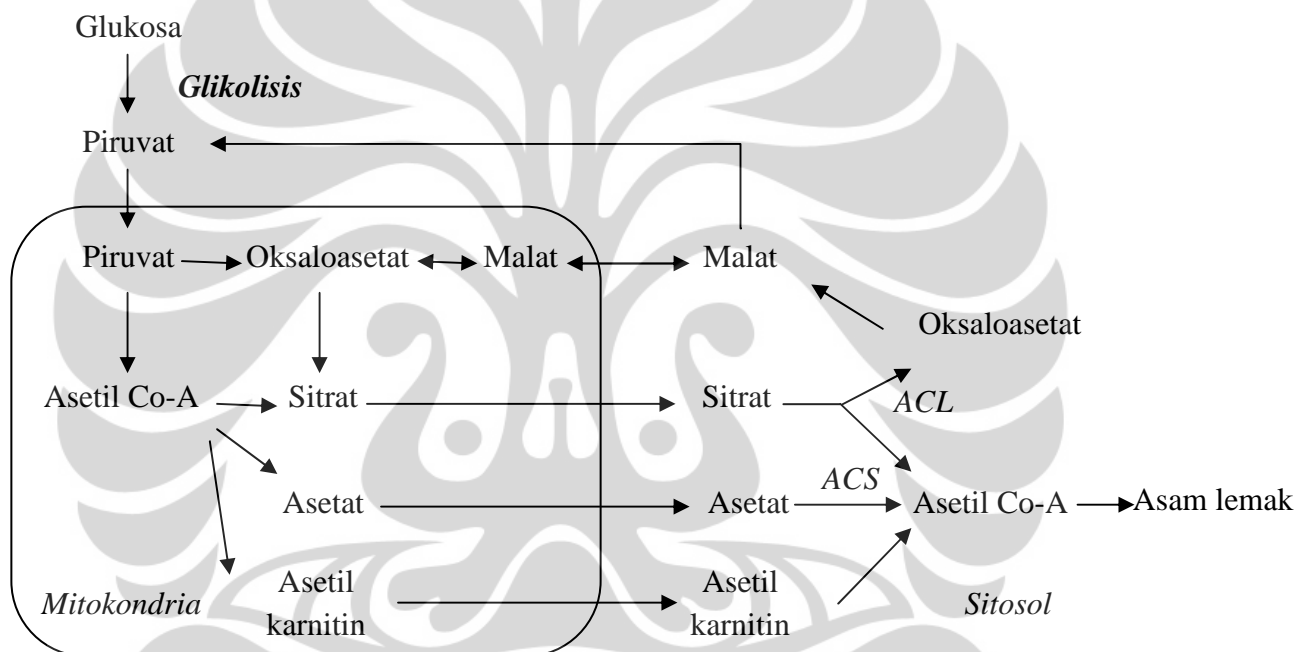 Glukosa
Glikolisis
Piruvat
Piruvat
Oksaloasetat
Malat
Malat
Oksaloasetat
Asetil Co-A
Sitrat
Sitrat
ACL
Asetat
Asetat
ACS
Asetil Co-A
Asam lemak
Mitokondria
Asetil
karnitin
Asetil
karnitin
Sitosol